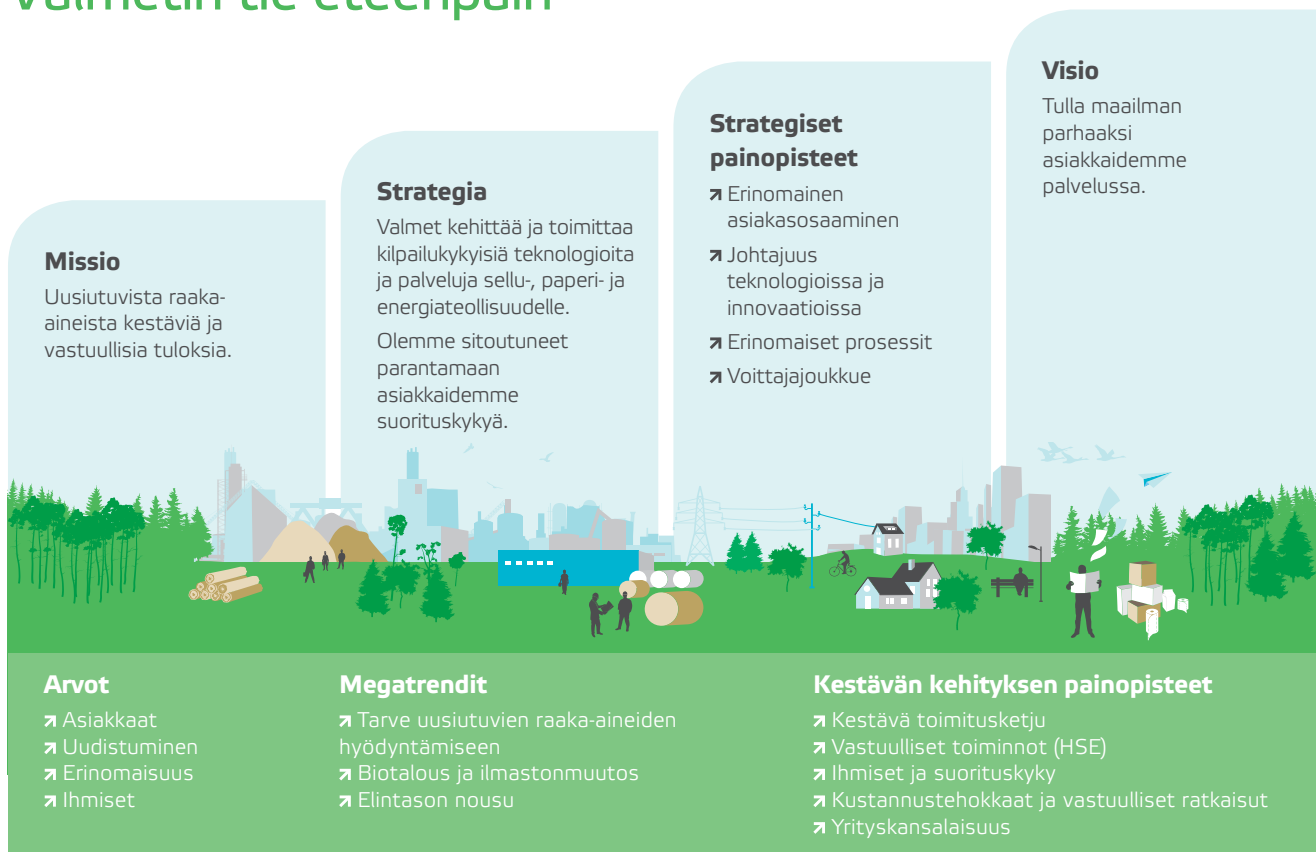 Valmetin tie eteenpäin
Missio
Uusiutuvista raaka-
aineista kestäviä ja
vastuullisia tuloksia.
Strategia
Valmet kehittää ja toimittaa
kilpailukykyisiä teknologioita
ja palveluja sellu-, paperi- ja
energiateollisuudelle.
Olemme sitoutuneet
parantamaan
asiakkaidemme
suorituskykyä.
Strategiset
painopisteet
Erinomainen
asiakasosaaminen
Johtajuus
teknologioissa ja
innovaatioissa
Erinomaiset prosessit
Voittajajoukkue
Visio
Tulla maailman
parhaaksi
asiakkaidemme
palvelussa.
Arvot
Asiakkaat
Uudistuminen
Erinomaisuus
Ihmiset
Megatrendit
Tarve uusiutuvien raaka-aineiden
hyödyntämiseen
Biotalous ja ilmastonmuutos
Elintason nousu
Kestävän kehityksen painopisteet
Kestävä toimitusketju
Vastuulliset toiminnot (HSE)
Ihmiset ja suorituskyky
Kustannustehokkaat ja vastuulliset ratkaisut
Yrityskansalaisuus